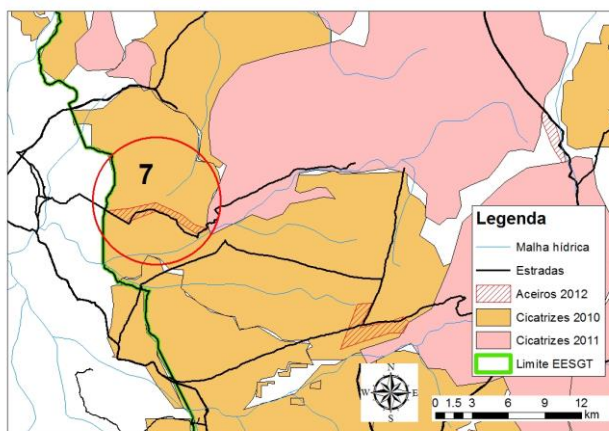 7
Legenda
Malha hídrica
Estradas
Aceiros 2012
Cicatrizes 2010
Cicatrizes 2011
Limite EESGT
N
W E
S
0 1.5 3 6 9 12
km